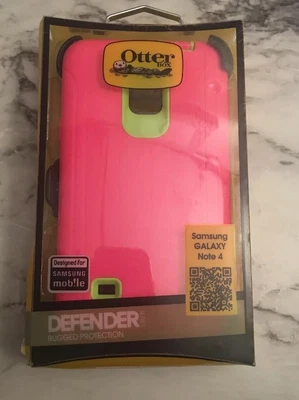 Otter
BOX
Samsung
GALAXY
Note 4
Designed for
SAMSUNG
mobile
DEFENDER
RUGGED PROTECTION